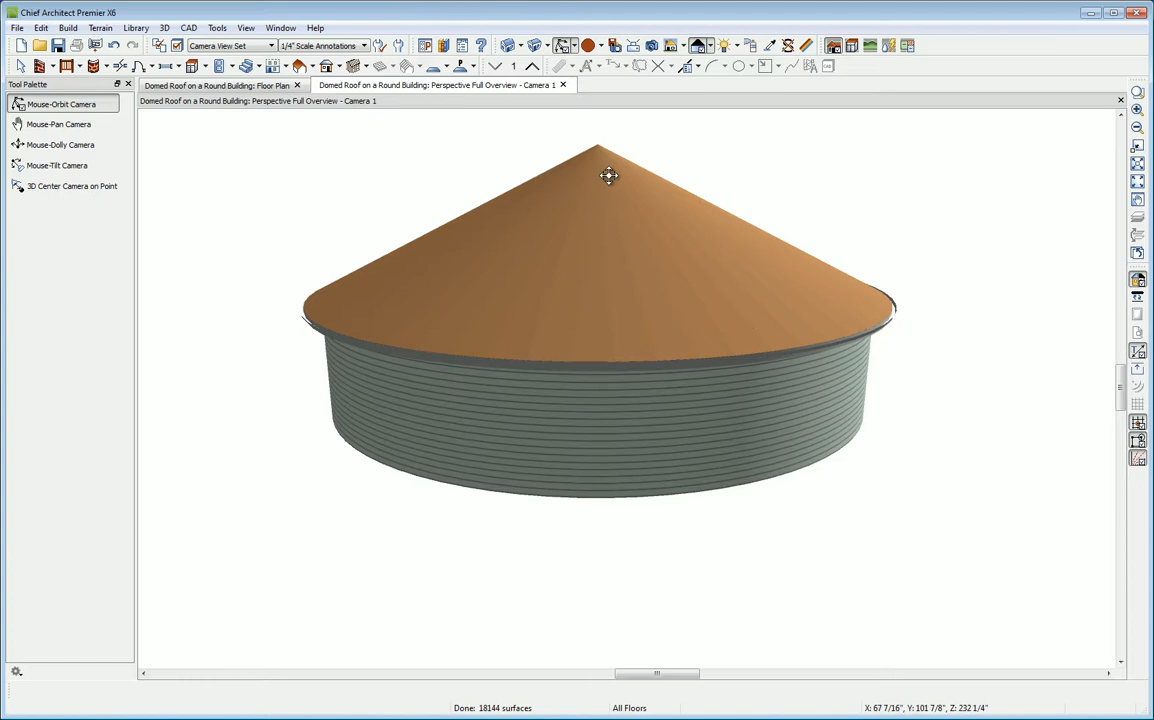 Chief Architect Premier X6
File Edit Build Terrain Library 3D CAD Tools View Window Help
Camera View Set 1/4" Scale Annotations
1
Tool Palette
Domed Roof on a Round Building: Floor Plan
Domed Roof on a Round Building: Perspective Full Overview - Camera 1
Domed Roof on a Round Building: Perspective Full Overview - Camera 1
Mouse-Orbit Camera
Mouse-Pan Camera
Mouse-Dolly Camera
Mouse-Tilt Camera
3D Center Camera on Point
Done: 18144 surfaces
All Floors
X: 67 7/16", Y: 101 7/8", Z: 232 1/4"